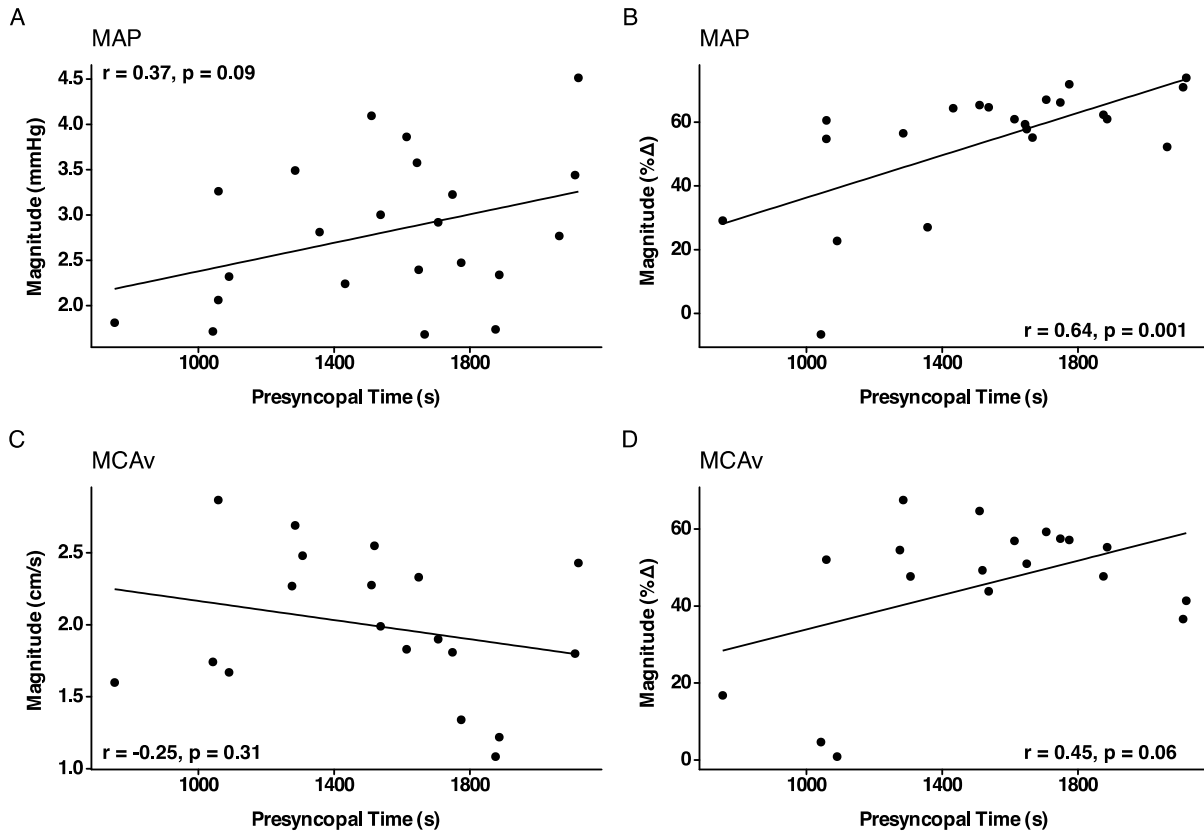 A
MAP
r = 0.37, p = 0.09
Magnitude (mmHg)
4.5
4.0
3.5
3.0
2.5
2.0
1000
1400
1800
Presyncopal Time (s)
B
MAP
Magnitude (%Δ)
60
40
20
0
r = 0.64, p = 0.001
1000
1400
1800
Presyncopal Time (s)
C
MCAv
Magnitude (cm/s)
2.5
2.0
1.5
1.0
r = -0.25, p = 0.31
1000
1400
1800
Presyncopal Time (s)
D
MCAv
Magnitude (%Δ)
60
40
20
0
r = 0.45, p = 0.06
1000
1400
1800
Presyncopal Time (s)